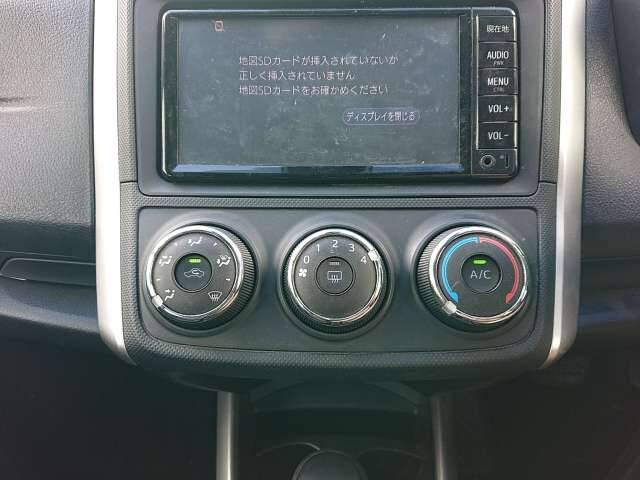 地図SDカードが挿入されていないか
正しく挿入されていません
地図SDカードをお確かめください
ディスプレイを閉じる
現在地
AUDIO
PWR
MENU
VOL+
VOL-
0 1 2 3 4
A/C